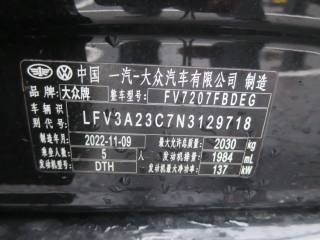 中国 一汽-大众汽车有限公司 制造
品牌 大众牌 整车型号 FV7207FBDEG
车辆识别代号 LFV3A23C7N3129718
制造年月 2022-11-09 最大允许总质量 2030 kg
乘坐人数 5 人 发动机排量 1984 mL
发动机型号 DTH 发动机最大净功率 137 kW